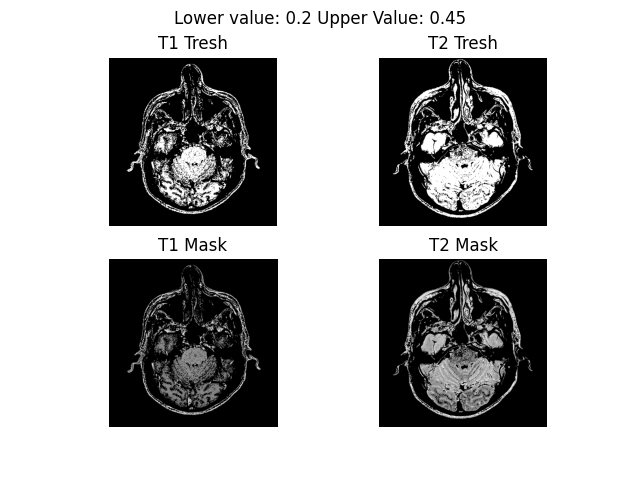 Lower value: 0.2 Upper Value: 0.45
T1 Tresh
T2 Tresh
T1 Mask
T2 Mask